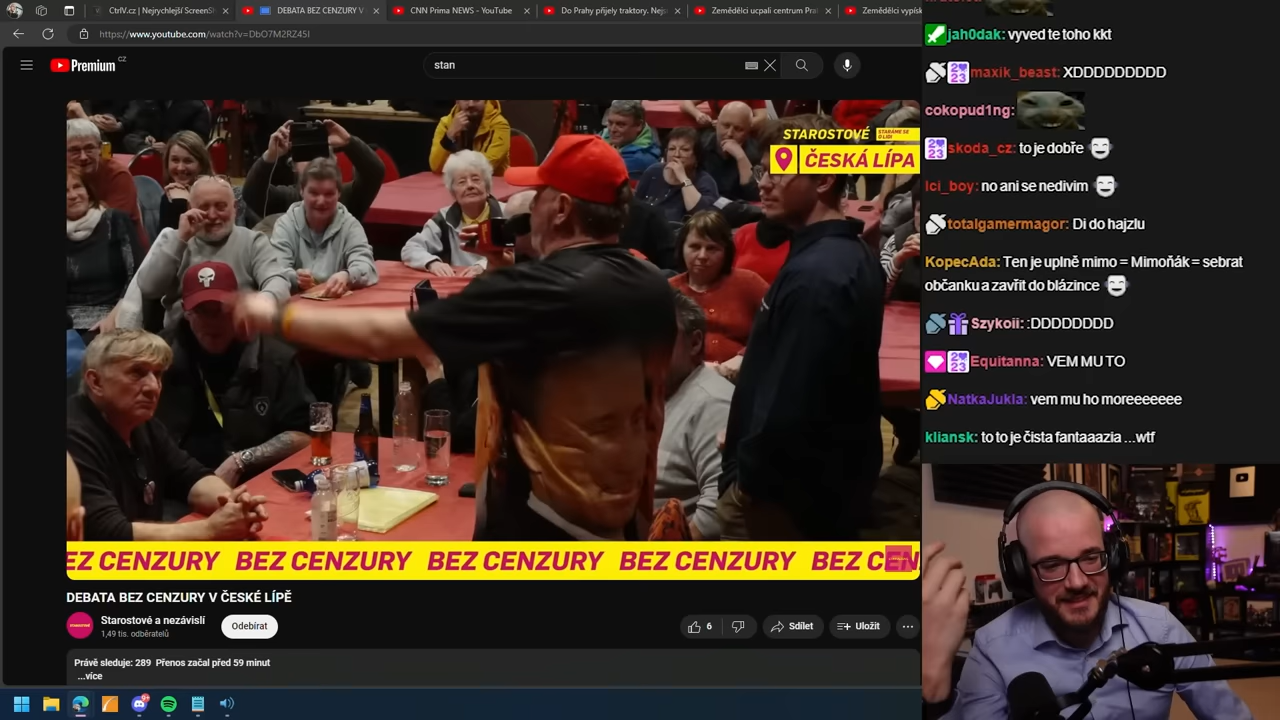 CtrlV.cz | Nejrychlejší ScreenSh
DEBATA BEZ CENZURY V
CNN Prima NEWS - YouTube
Do Prahy přijely traktory. Nejsu
Zemědělci ucpali centrum Pra
Zemědělci vypísk
https://www.youtube.com/watch?v=DbO7M2RZ45I
Premium CZ
stan
STAROSTOVÉ STARÁME SE O LIDI
ČESKÁ LÍPA
EZ CENZURY BEZ CENZURY BEZ CENZURY BEZ CENZURY BEZ CEN
DEBATA BEZ CENZURY V ČESKÉ LÍPĚ
Starostové a nezávislí
1,49 tis. odběratelů
Odebírat
6
Sdílet
Uložit
Právě sleduje: 289 Přenos začal před 59 minut
...více
jah0dak: vyved te toho kkt
maxik_beast: XDDDDDDDDD
cokopud1ng:
skoda_cz: to je dobře
Ici_boy: no ani se nedivim
totalgamermagor: Di do hajzlu
KopecAda: Ten je uplně mimo = Mimoňák = sebrat
občanku a zavřit do blázince
Szykoii: :DDDDDDDD
Equitanna: VEM MU TO
NatkaJukla: vem mu ho moreeeeeee
kliansk: to to je čista fantaaazia ...wtf